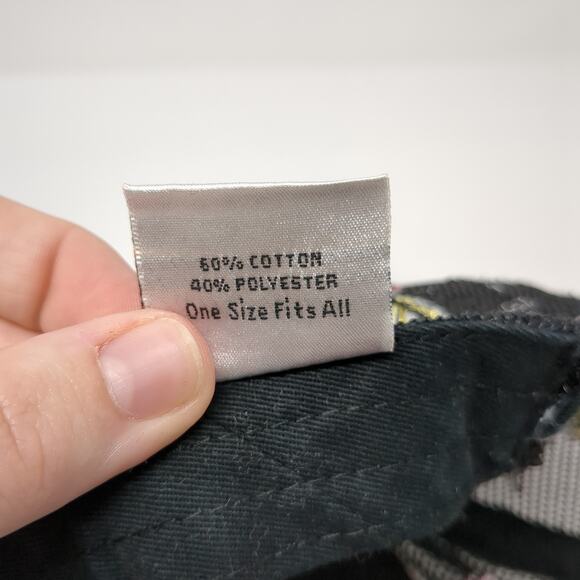 60% COTTON
40% POLYESTER
One Size Fits All